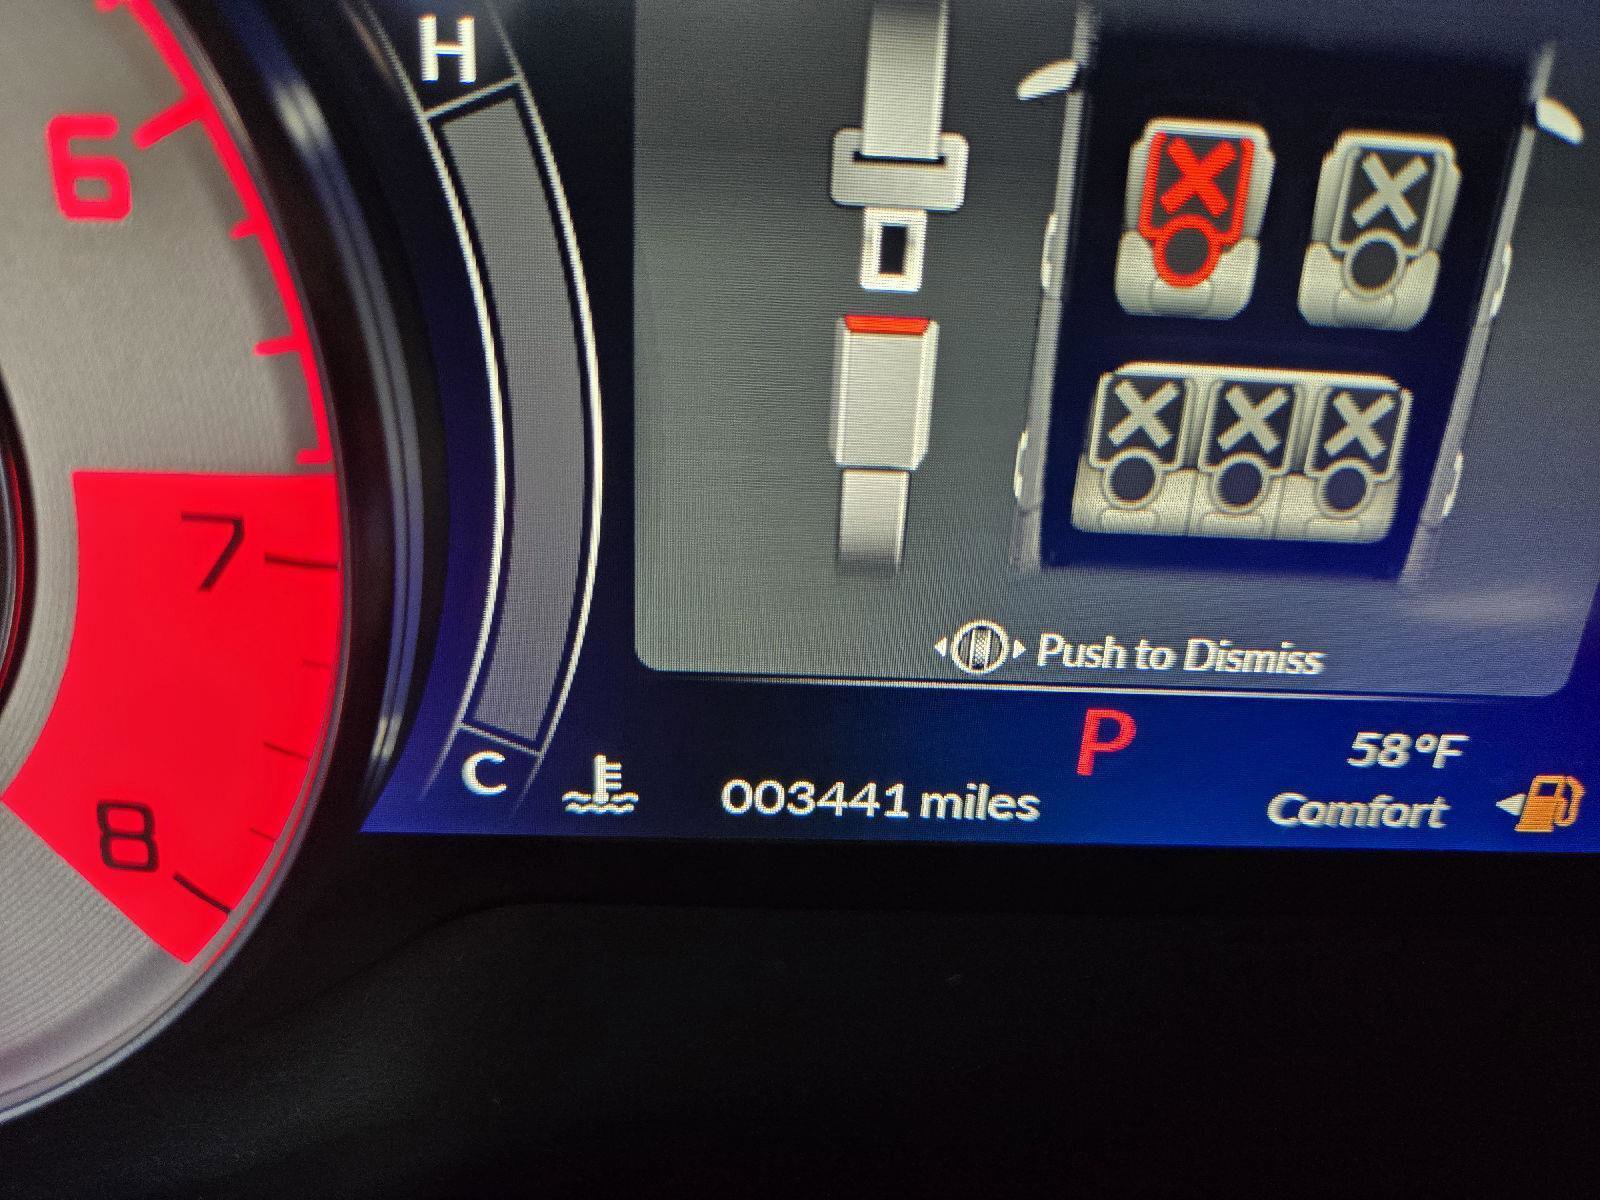 H
6
7
8
C
Push to Dismiss
P
58°F
003441 miles
Comfort